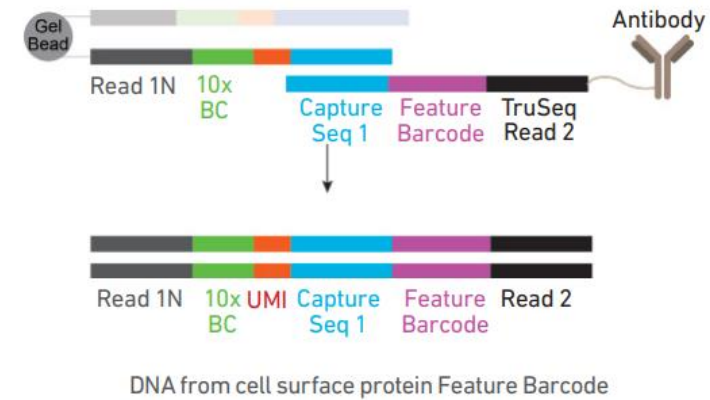 Gel
Bead
Antibody
Read 1N 10x
BC
Capture Feature TruSeq
Seq 1 Barcode Read 2
Read 1N 10x UMI Capture Feature Read 2
BC Seq 1 Barcode
DNA from cell surface protein Feature Barcode